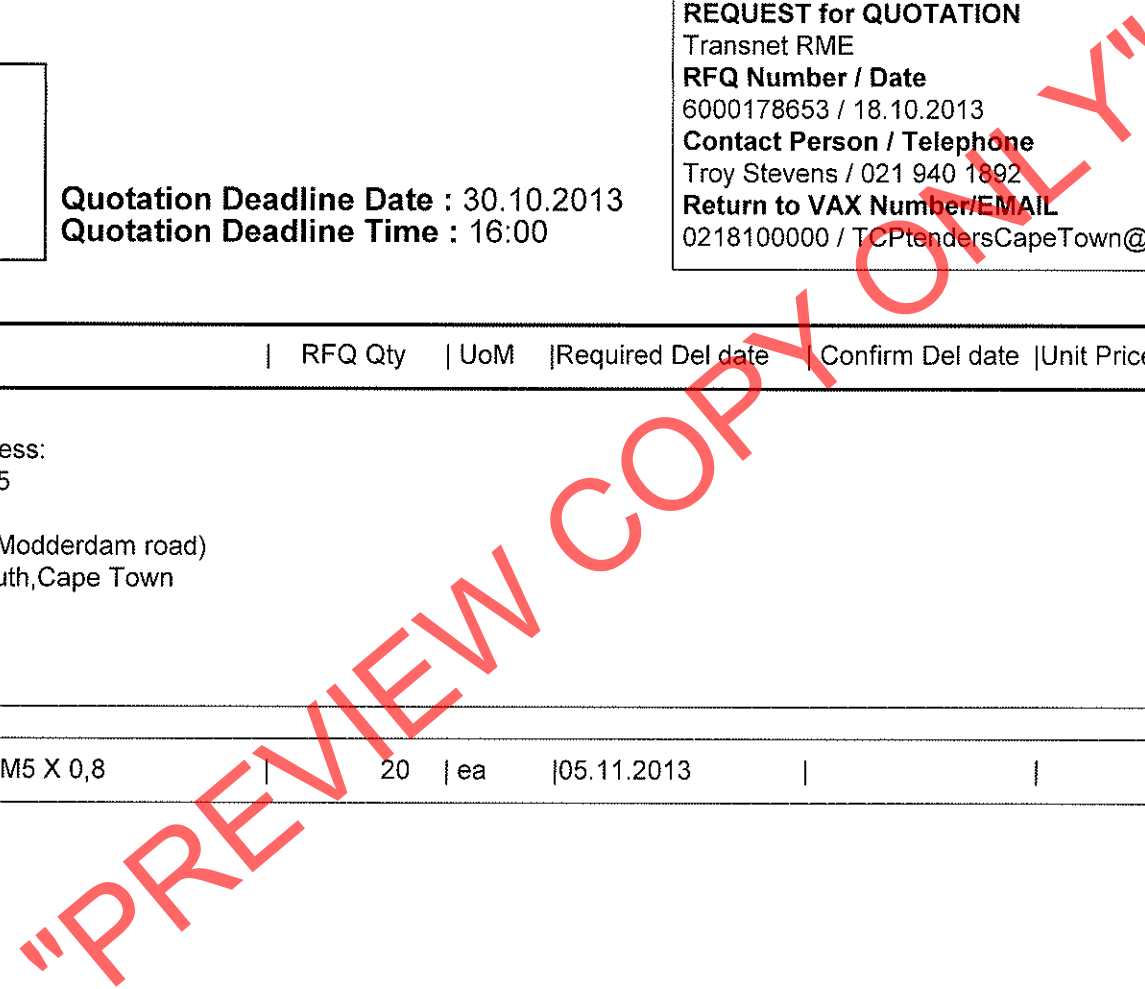 REQUEST for QUOTATION
Transnet RME
RFQ Number / Date
6000178653 / 18.10.2013
Contact Person / Telephone
Troy Stevens / 021 940 1892
Return to VAX Number/EMAIL
0218100000 / TCPtendersCapeTown@
Quotation Deadline Date : 30.10.2013
Quotation Deadline Time : 16:00
| RFQ Qty | UoM |Required Del date | Confirm Del date |Unit Price
ess:
5
Modderdam road)
uth,Cape Town
M5 X 0,8 | 20 | ea |05.11.2013 | |
"PREVIEW COPY ONLY"